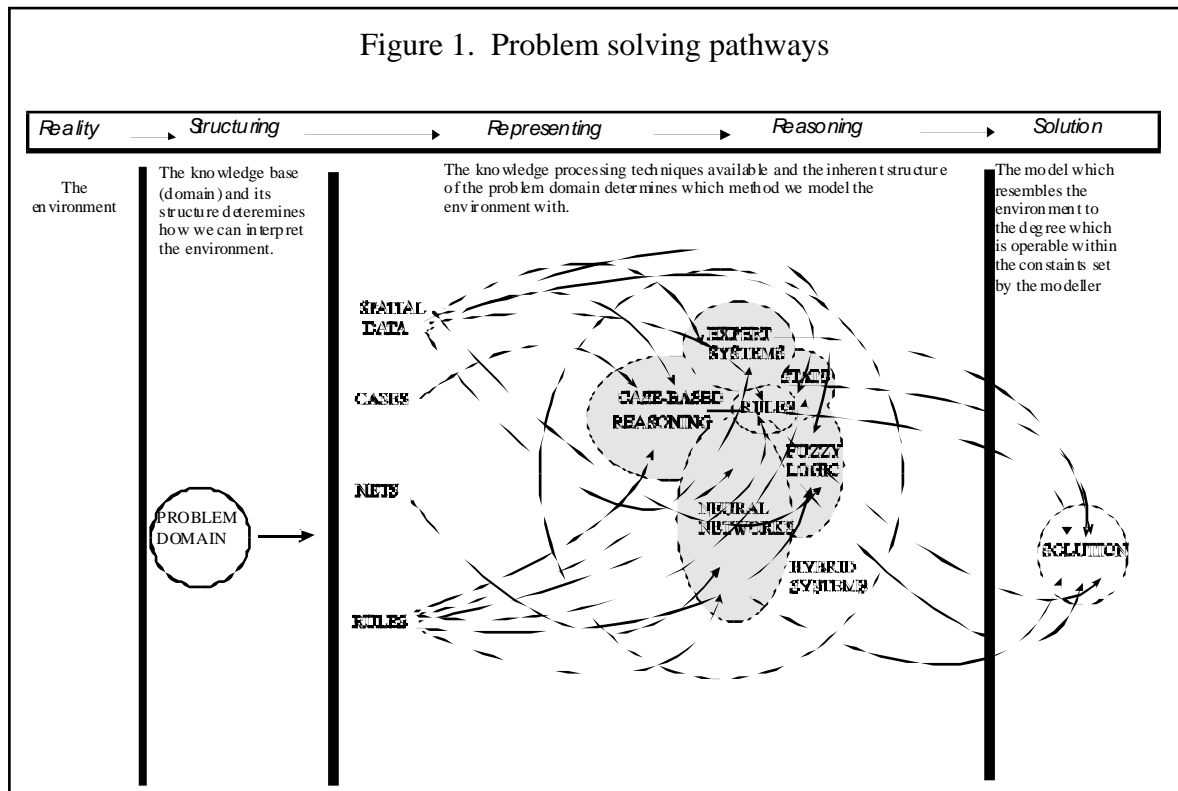 Figure 1.  Problem solving pathways
Reality
Structuring
Representing
Reasoning
Solution
The
environment
The knowledge base
(domain) and its
structure deteremines
how we can interpret
the environment.
The knowledge processing techniques available and the inherent structure
of the problem domain determines which method we model the
environment with.
The model which
resembles the
environment to
the degree which
is operable within
the constaints set
by the modeller
SPATIAL
DATA
CASES
NETS
RULES
PROBLEM
DOMAIN
EXPERT
SYSTEMS
CASE-BASED
REASONING
RULES
FUZZY
LOGIC
NEURAL
NETWORKS
HYBRID
SYSTEMS
SOLUTION